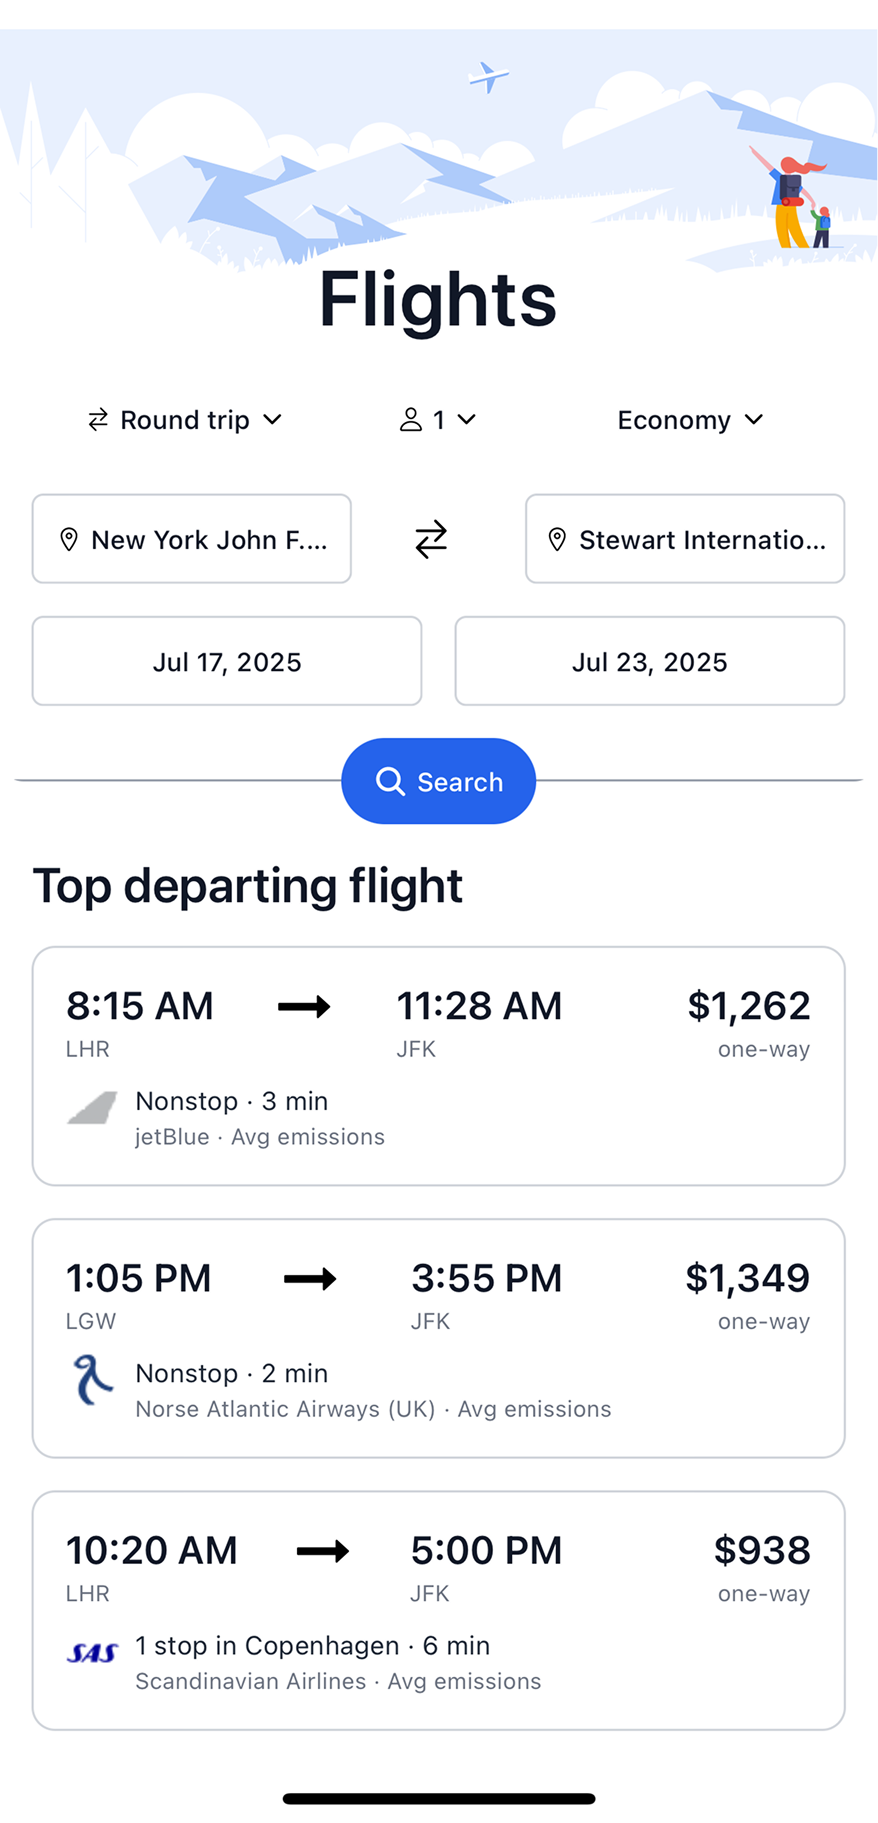 Flights
Round trip 1 Economy
New York John F.... Stewart Internatio...
Jul 17, 2025 Jul 23, 2025
Search
Top departing flight
8:15 AM 11:28 AM $1,262
LHR JFK one-way
Nonstop · 3 min
jetBlue · Avg emissions
1:05 PM 3:55 PM $1,349
LGW JFK one-way
Nonstop · 2 min
Norse Atlantic Airways (UK) · Avg emissions
10:20 AM 5:00 PM $938
LHR JFK one-way
SAS 1 stop in Copenhagen · 6 min
Scandinavian Airlines · Avg emissions